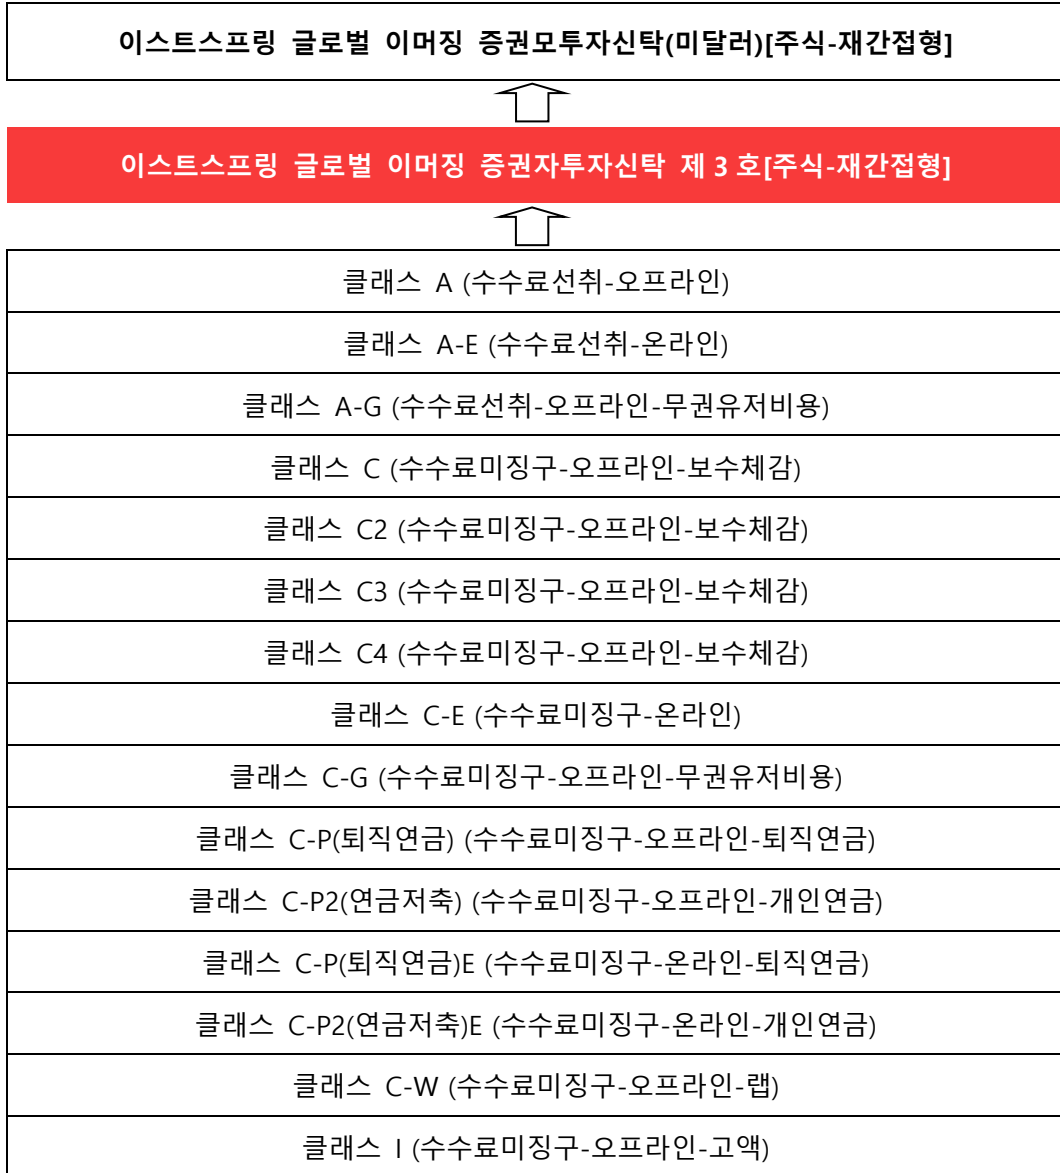 이스트스프링 글로벌 이머징 증권모투자신탁(미달러)[주식-재간접형]
이스트스프링 글로벌 이머징 증권자투자신탁 제 3 호[주식-재간접형]
클래스 A (수수료선취-오프라인)
클래스 A-E (수수료선취-온라인)
클래스 A-G (수수료선취-오프라인-무권유저비용)
클래스 C (수수료미징구-오프라인-보수체감)
클래스 C2 (수수료미징구-오프라인-보수체감)
클래스 C3 (수수료미징구-오프라인-보수체감)
클래스 C4 (수수료미징구-오프라인-보수체감)
클래스 C-E (수수료미징구-온라인)
클래스 C-G (수수료미징구-오프라인-무권유저비용)
클래스 C-P(퇴직연금) (수수료미징구-오프라인-퇴직연금)
클래스 C-P2(연금저축) (수수료미징구-오프라인-개인연금)
클래스 C-P(퇴직연금)E (수수료미징구-온라인-퇴직연금)
클래스 C-P2(연금저축)E (수수료미징구-온라인-개인연금)
클래스 C-W (수수료미징구-오프라인-랩)
클래스 I (수수료미징구-오프라인-고액)